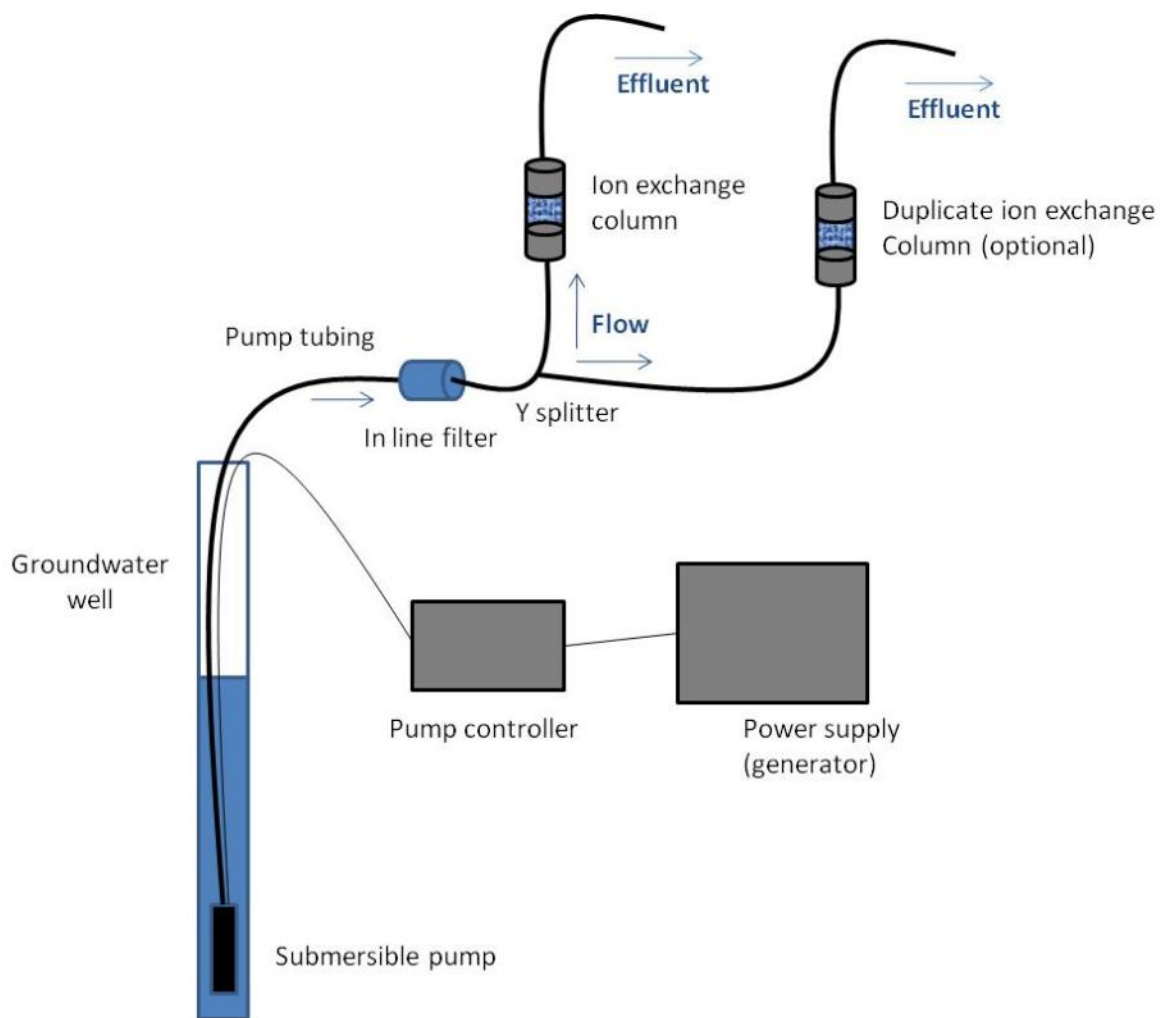 Effluent
Effluent
Ion exchange
column
Duplicate ion exchange
Column (optional)
Flow
Pump tubing
Y splitter
In line filter
Groundwater
well
Pump controller
Power supply
(generator)
Submersible pump